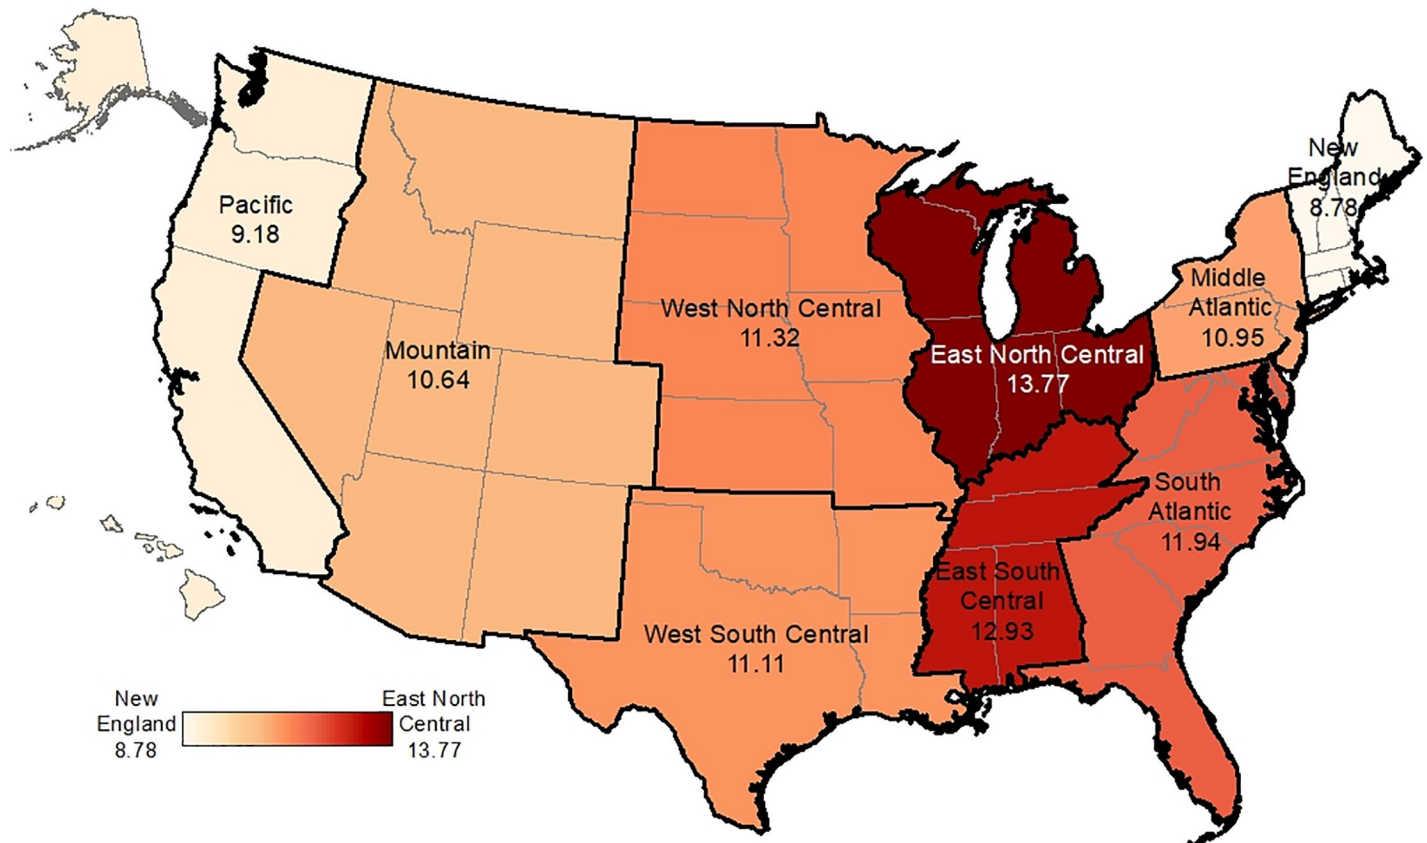 New
England
8.78
Pacific
9.18
Middle
Atlantic
10.95
West North Central
11.32
East North Central
13.77
Mountain
10.64
South
Atlantic
11.94
East South
Central
12.93
West South Central
11.11
New
England
8.78
East North
Central
13.77